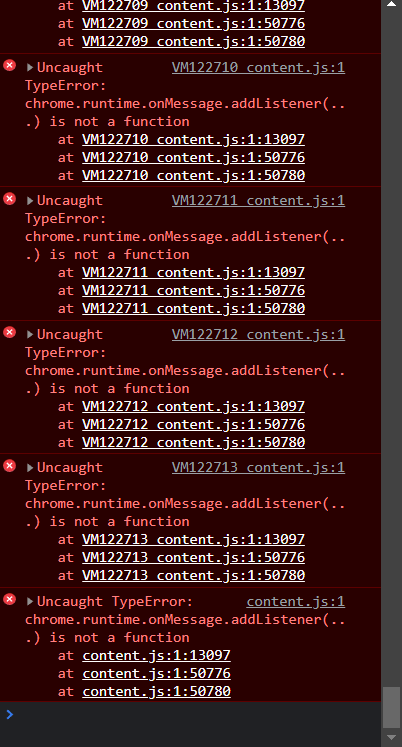 at VM122709 content.js:1:13097
at VM122709 content.js:1:50776
at VM122709 content.js:1:50780
Uncaught VM122710 content.js:1
TypeError:
chrome.runtime.onMessage.addListener(..
.) is not a function
at VM122710 content.js:1:13097
at VM122710 content.js:1:50776
at VM122710 content.js:1:50780
Uncaught VM122711 content.js:1
TypeError:
chrome.runtime.onMessage.addListener(..
.) is not a function
at VM122711 content.js:1:13097
at VM122711 content.js:1:50776
at VM122711 content.js:1:50780
Uncaught VM122712 content.js:1
TypeError:
chrome.runtime.onMessage.addListener(..
.) is not a function
at VM122712 content.js:1:13097
at VM122712 content.js:1:50776
at VM122712 content.js:1:50780
Uncaught VM122713 content.js:1
TypeError:
chrome.runtime.onMessage.addListener(..
.) is not a function
at VM122713 content.js:1:13097
at VM122713 content.js:1:50776
at VM122713 content.js:1:50780
Uncaught TypeError: content.js:1
chrome.runtime.onMessage.addListener(..
.) is not a function
at content.js:1:13097
at content.js:1:50776
at content.js:1:50780